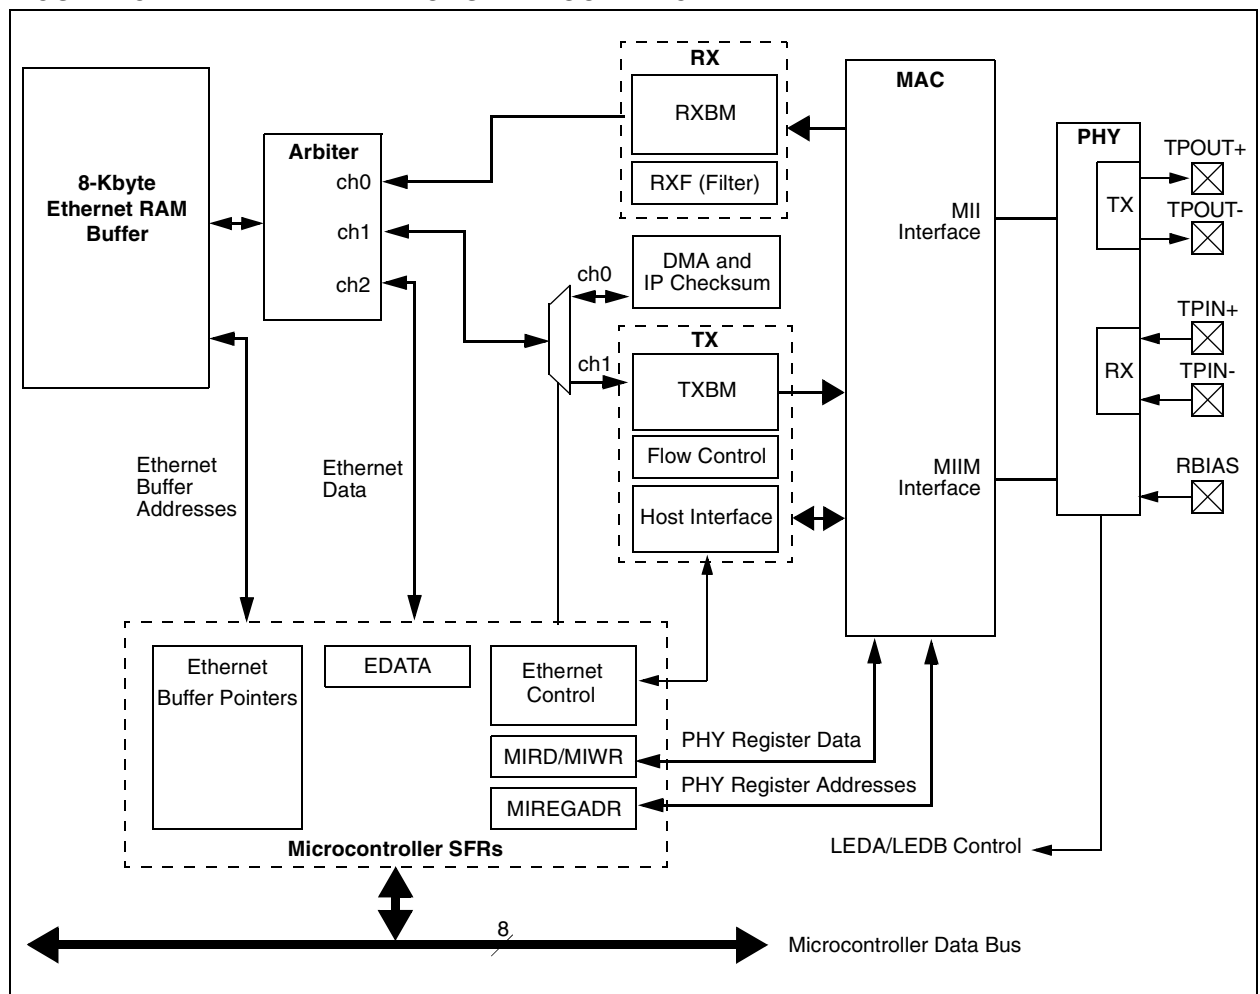 RX
MAC
RXBM
RXF (Filter)
PHY
TPOUT+
TX
TPOUT-
Arbiter
ch0
ch1
ch2
8-Kbyte
Ethernet RAM
Buffer
MII
Interface
DMA and
IP Checksum
ch0
ch1
TX
TXBM
Flow Control
Host Interface
TPIN+
RX
TPIN-
MIIM
Interface
RBIAS
Ethernet
Buffer
Addresses
Ethernet
Data
Ethernet
Buffer Pointers
EDATA
Ethernet
Control
MIRD/MIWR
MIREGADR
PHY Register Data
PHY Register Addresses
Microcontroller SFRs
LEDA/LEDB Control
8
Microcontroller Data Bus